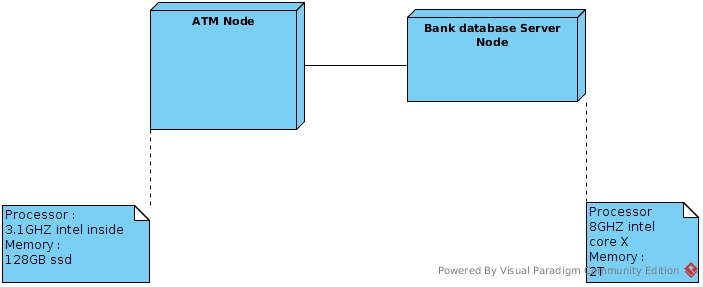 ATM Node
Bank database Server
Node
Processor :
3.1GHZ intel inside
Memory :
128GB ssd
Processor
8GHZ intel
core X
Memory :
2T
Powered By Visual Paradigm Community Edition